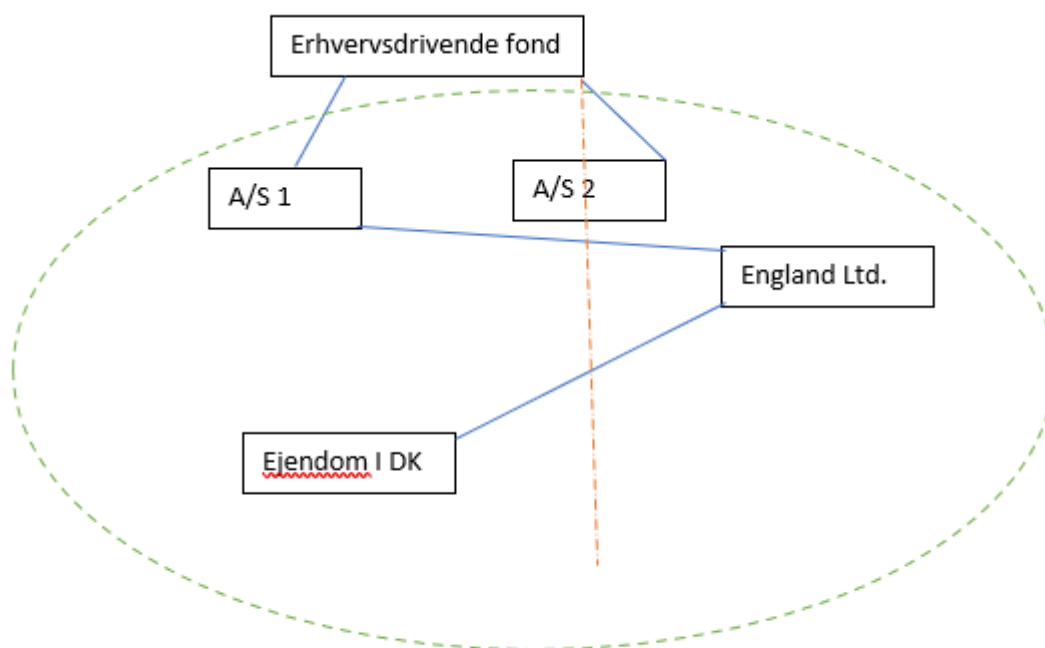 Erhvervsdrivende fond
A/S 1
A/S 2
England Ltd.
Ejendom I DK